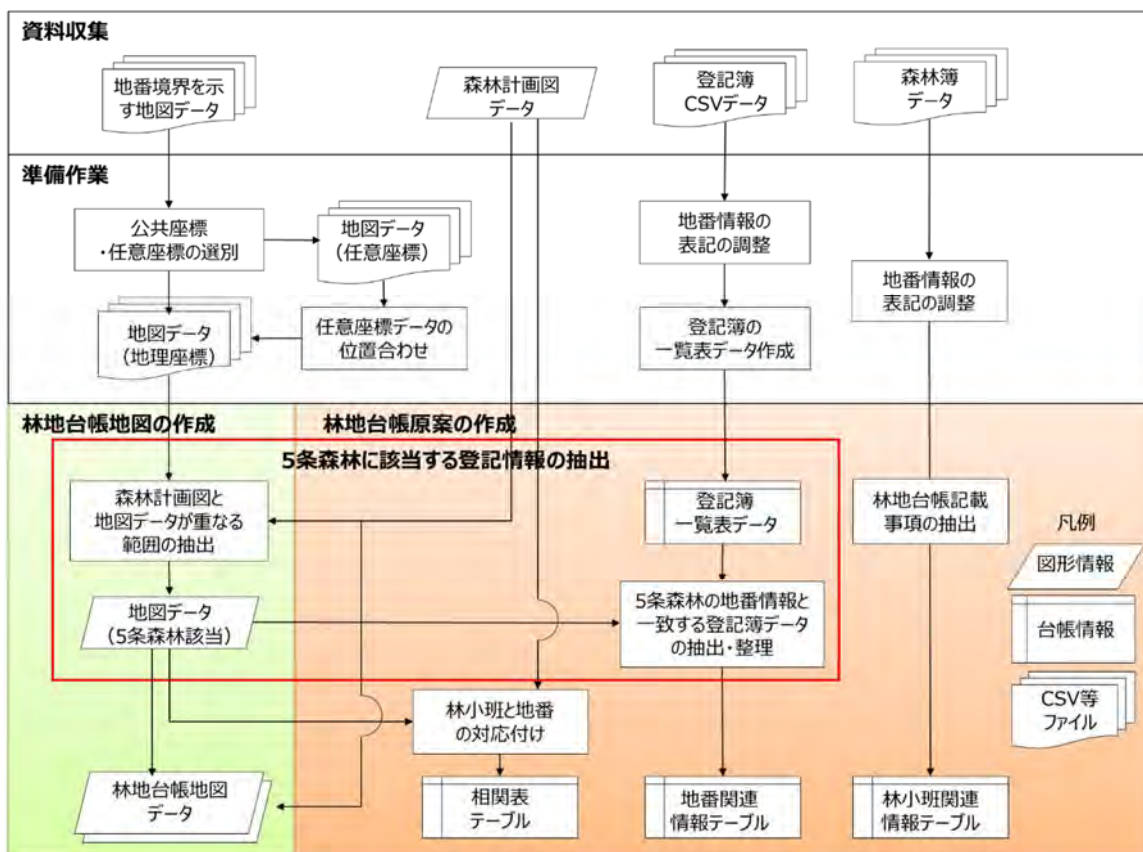 資料収集
地番境界を示
す地図データ
森林計画図
データ
登記簿
CSVデータ
森林簿
データ
準備作業
公共座標
・任意座標の選別
地図データ
（任意座標）
地図データ
（地理座標）
任意座標データの
位置合わせ
地番情報の
表記の調整
登記簿の
一覧表データ作成
地番情報の
表記の調整
林地台帳地図の作成
林地台帳原案の作成
5条森林に該当する登記情報の抽出
森林計画図と
地図データが重なる
範囲の抽出
登記簿
一覧表データ
林地台帳記載
事項の抽出
地図データ
（5条森林該当）
5条森林の地番情報と
一致する登記簿データ
の抽出・整理
林小班と地番
の対応付け
林地台帳地図
データ
相関表
テーブル
地番関連
情報テーブル
林小班関連
情報テーブル
凡例
図形情報
台帳情報
CSV等
ファイル